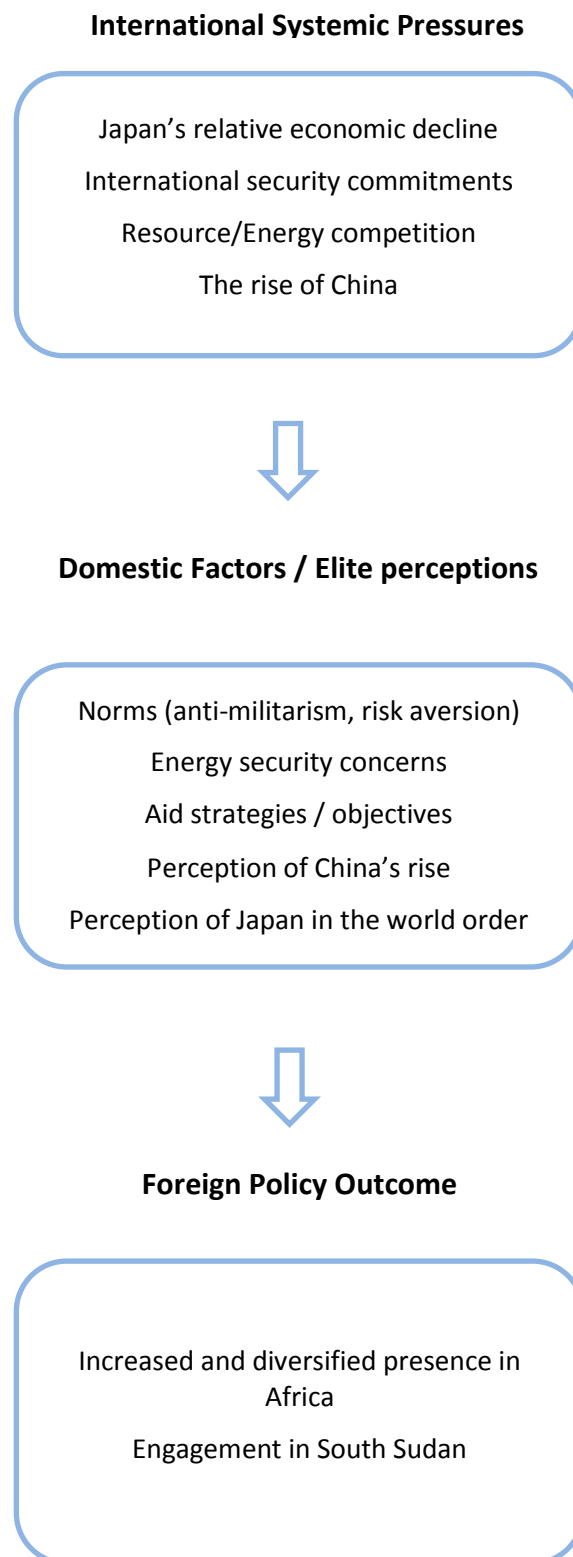 International Systemic Pressures
Japan’s relative economic decline
International security commitments
Resource/Energy competition
The rise of China
Domestic Factors / Elite perceptions
Norms (anti-militarism, risk aversion)
Energy security concerns
Aid strategies / objectives
Perception of China’s rise
Perception of Japan in the world order
Foreign Policy Outcome
Increased and diversified presence in
Africa
Engagement in South Sudan